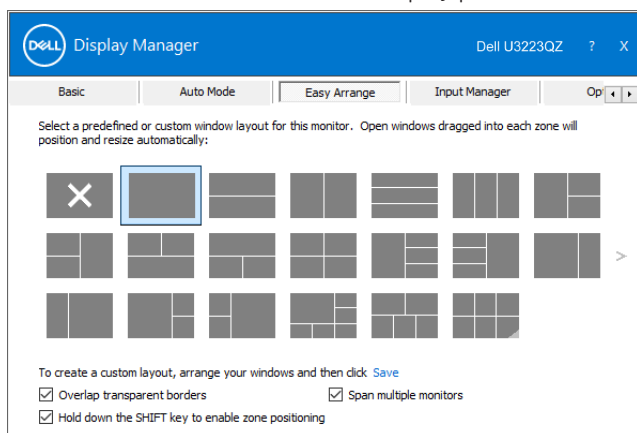 DELL Display Manager Dell U3223QZ ? X
Basic Auto Mode Easy Arrange Input Manager Op
Select a predefined or custom window layout for this monitor. Open windows dragged into each zone will
position and resize automatically:
>
To create a custom layout, arrange your windows and then click Save
Overlap transparent borders Span multiple monitors
Hold down the SHIFT key to enable zone positioning